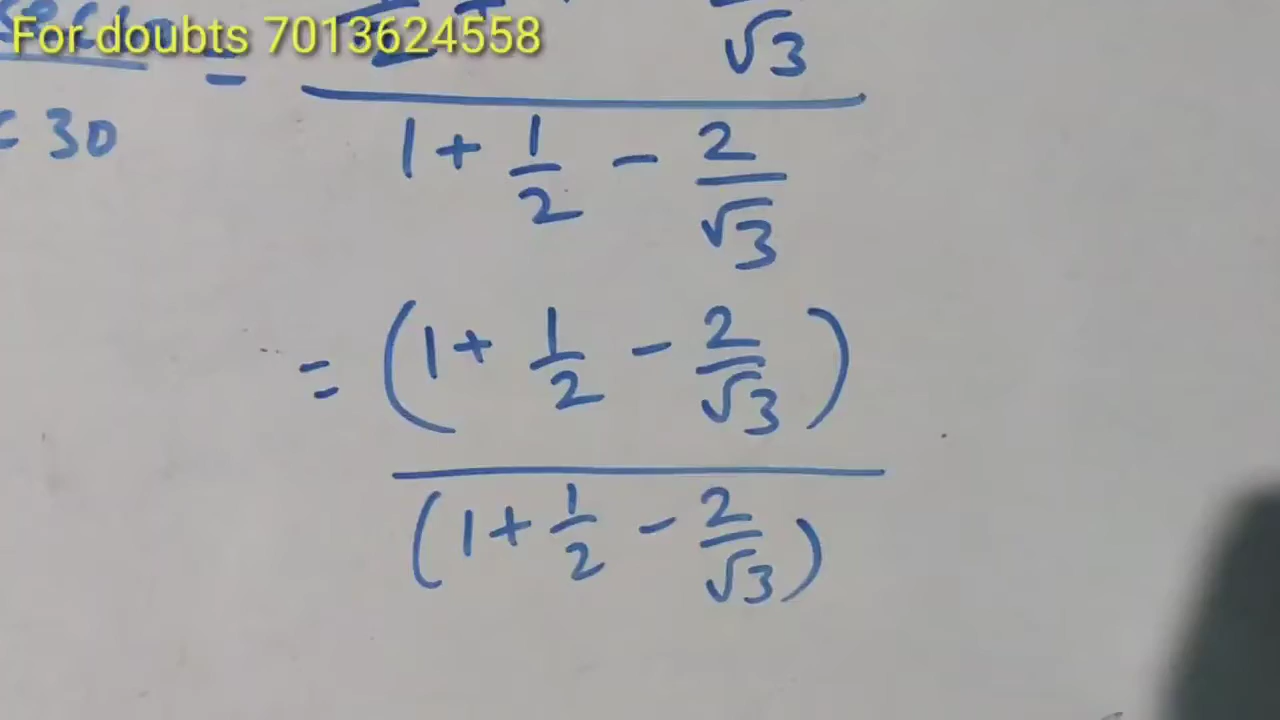 For doubts 7013624558
=
√3
30
1 + 1/2 - 2/√3
= (1 + 1/2 - 2/√3)
(1 + 1/2 - 2/√3)